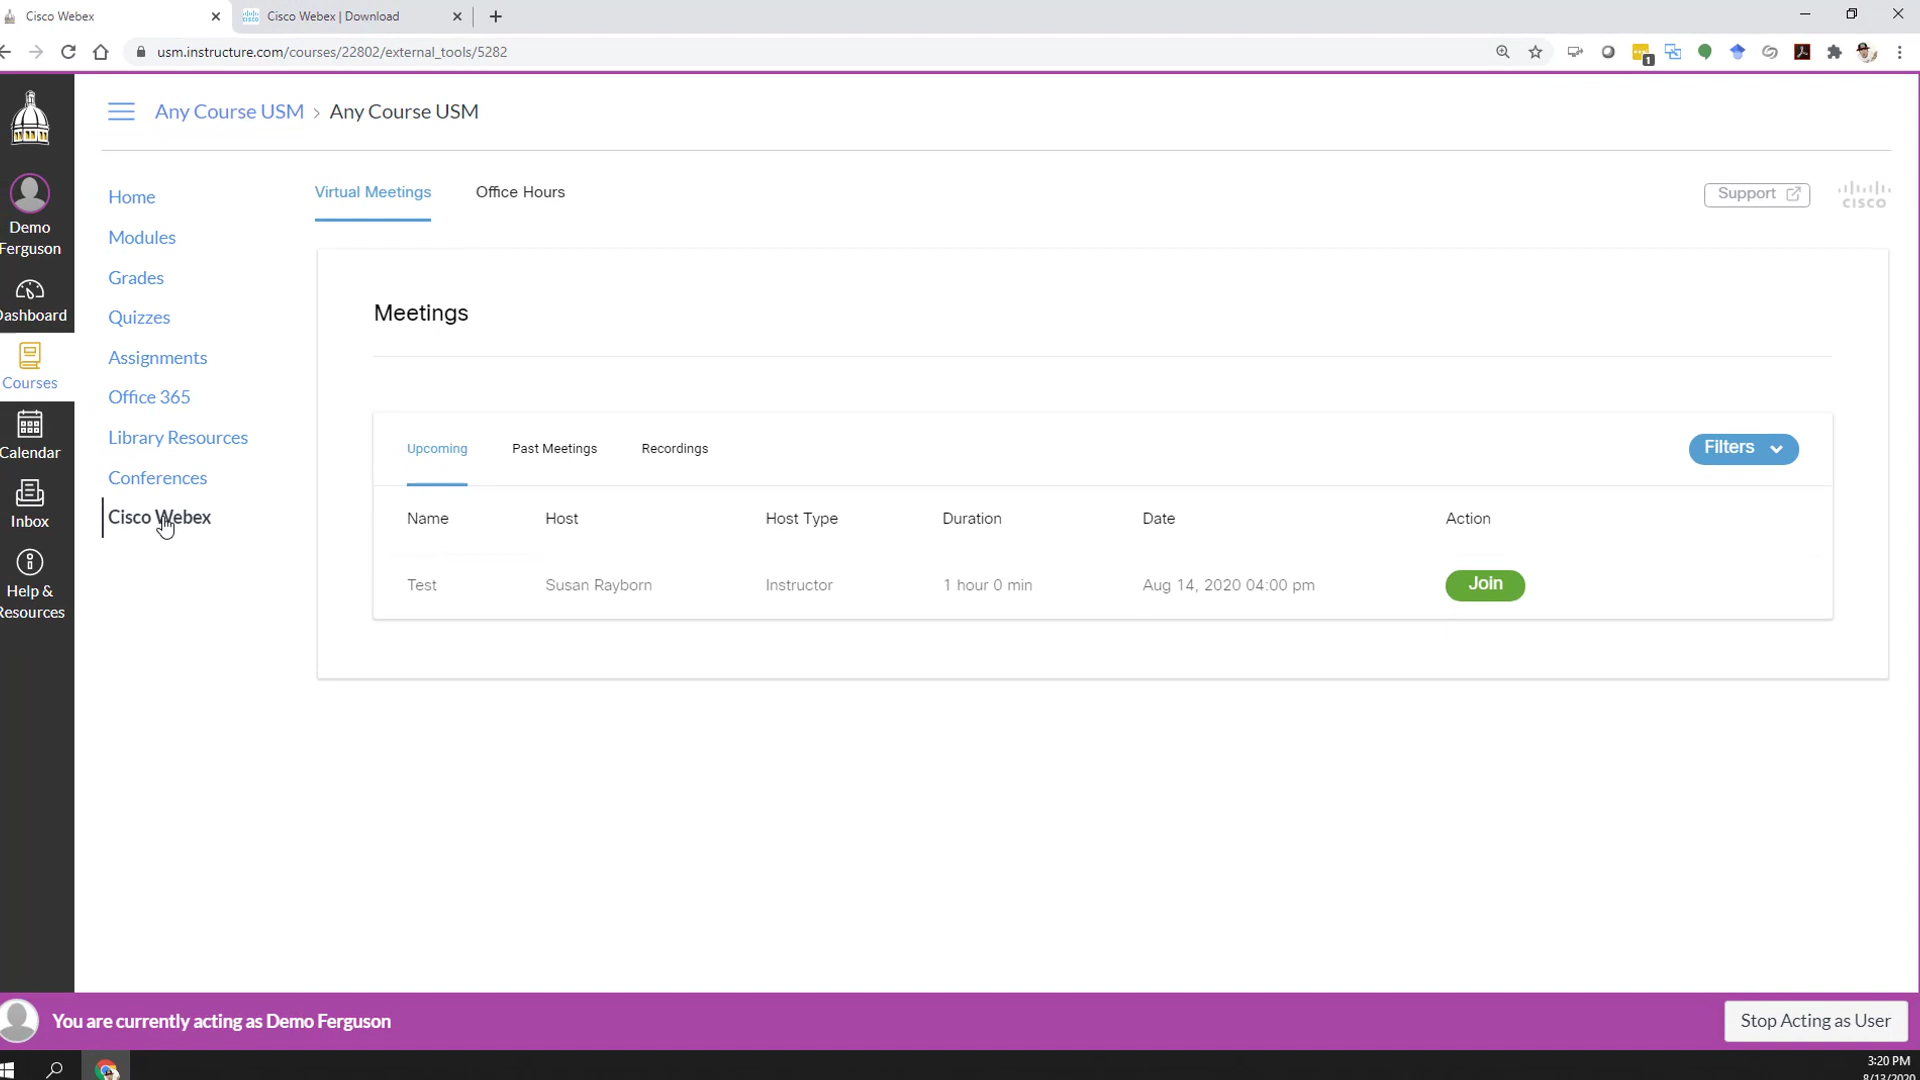 Cisco Webex
Cisco Webex | Download
usm.instructure.com/courses/22802/external_tools/5282
1
Any Course USM > Any Course USM
Demo
Ferguson
Dashboard
Courses
Calendar
Inbox
Help &
Resources
Home
Modules
Grades
Quizzes
Assignments
Office 365
Library Resources
Conferences
Cisco Webex
Virtual Meetings Office Hours
Support
CISCO
Meetings
Upcoming Past Meetings Recordings
Filters
Name Host Host Type Duration Date Action
Test Susan Rayborn Instructor 1 hour 0 min Aug 14, 2020 04:00 pm Join
You are currently acting as Demo Ferguson
Stop Acting as User
3:20 PM
8/13/2020